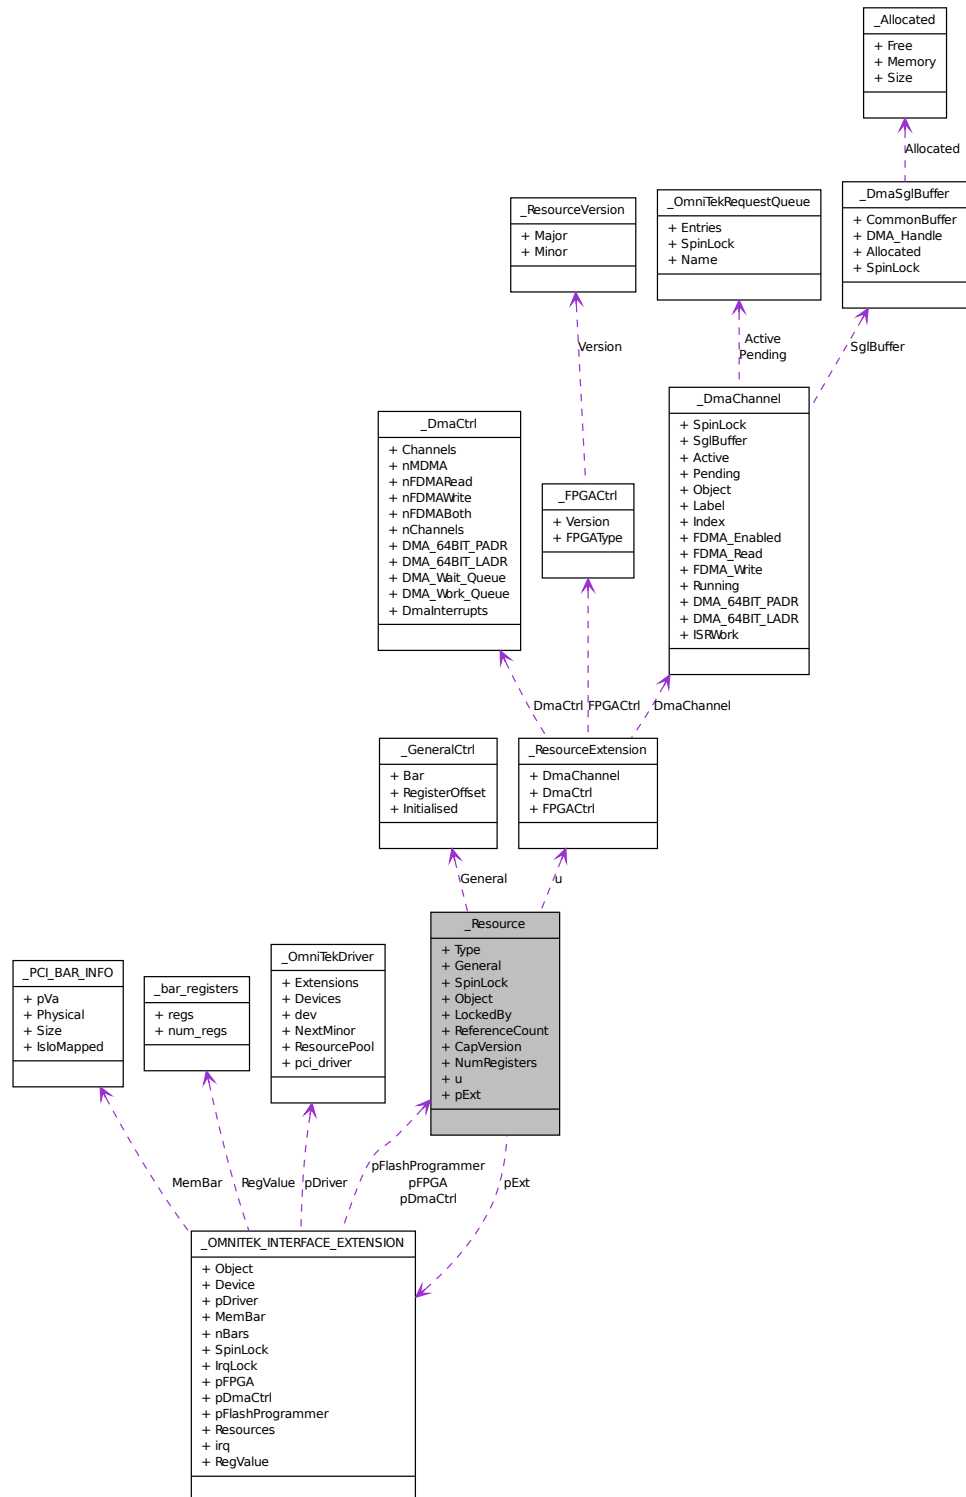 _Allocated
+ Free
+ Memory
+ Size
Allocated
_DmaSglBuffer
+ CommonBuffer
+ DMA_Handle
+ Allocated
+ SpinLock
_OmniTekRequestQueue
+ Entries
+ SpinLock
+ Name
_ResourceVersion
+ Major
+ Minor
Version
Active
Pending
SglBuffer
_DmaChannel
+ SpinLock
+ SglBuffer
+ Active
+ Pending
+ Object
+ Label
+ Index
+ FDMA_Enabled
+ FDMA_Read
+ FDMA_Write
+ Running
+ DMA_64BIT_PADR
+ DMA_64BIT_LADR
+ ISRWork
_DmaCtrl
+ Channels
+ nMDMA
+ nFDMARead
+ nFDMAWrite
+ nFDMABoth
+ nChannels
+ DMA_64BIT_PADR
+ DMA_64BIT_LADR
+ DMA_Wait_Queue
+ DMA_Work_Queue
+ DmaInterrupts
_FPGACtrl
+ Version
+ FPGAType
DmaCtrl
FPGACtrl
DmaChannel
_GeneralCtrl
+ Bar
+ RegisterOffset
+ Initialised
_ResourceExtension
+ DmaChannel
+ DmaCtrl
+ FPGACtrl
General
u
_Resource
+ Type
+ General
+ SpinLock
+ Object
+ LockedBy
+ ReferenceCount
+ CapVersion
+ NumRegisters
+ u
+ pExt
_OmniTekDriver
+ Extensions
+ Devices
+ dev
+ NextMinor
+ ResourcePool
+ pci_driver
_PCI_BAR_INFO
+ pVa
+ Physical
+ Size
+ IsIoMapped
_bar_registers
+ regs
+ num_regs
MemBar
RegValue
pDriver
pFlashProgrammer
pFPGA
pDmaCtrl
pExt
_OMNITEK_INTERFACE_EXTENSION
+ Object
+ Device
+ pDriver
+ MemBar
+ nBars
+ SpinLock
+ IrqLock
+ pFPGA
+ pDmaCtrl
+ pFlashProgrammer
+ Resources
+ irq
+ RegValue